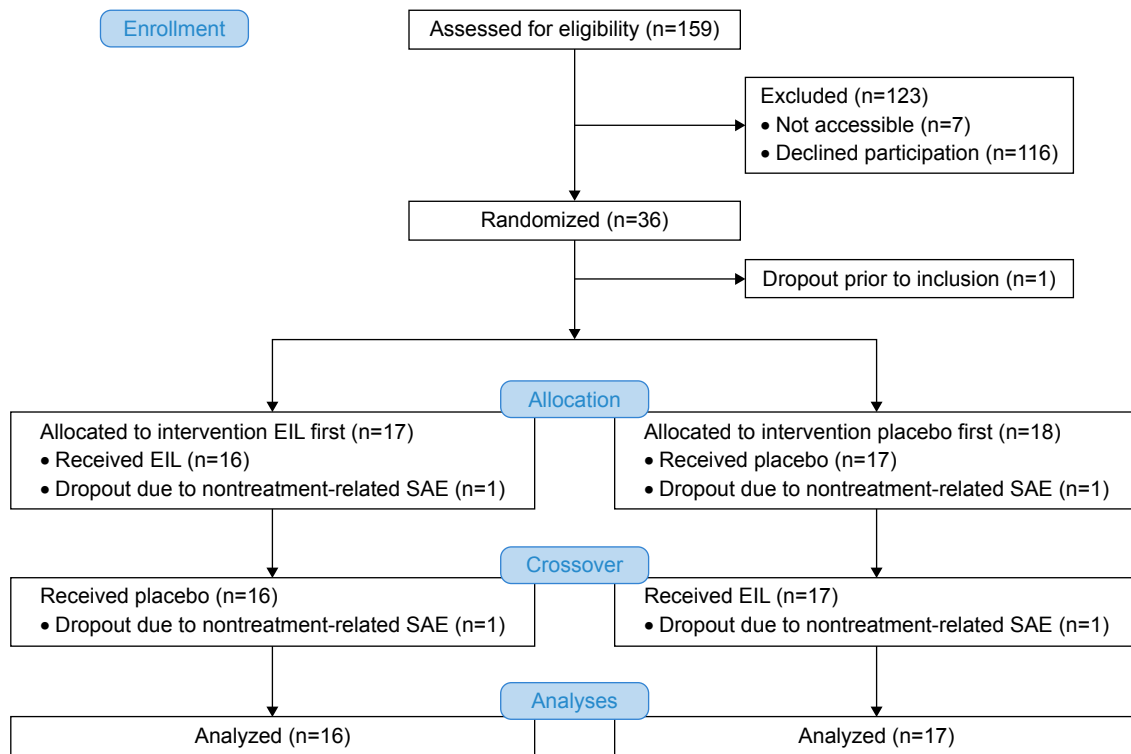 Enrollment
Assessed for eligibility (n=159)
Excluded (n=123)
• Not accessible (n=7)
• Declined participation (n=116)
Randomized (n=36)
Dropout prior to inclusion (n=1)
Allocation
Allocated to intervention EIL first (n=17)
• Received EIL (n=16)
• Dropout due to nontreatment-related SAE (n=1)
Allocated to intervention placebo first (n=18)
• Received placebo (n=17)
• Dropout due to nontreatment-related SAE (n=1)
Crossover
Received placebo (n=16)
• Dropout due to nontreatment-related SAE (n=1)
Received EIL (n=17)
• Dropout due to nontreatment-related SAE (n=1)
Analyses
Analyzed (n=16)
Analyzed (n=17)